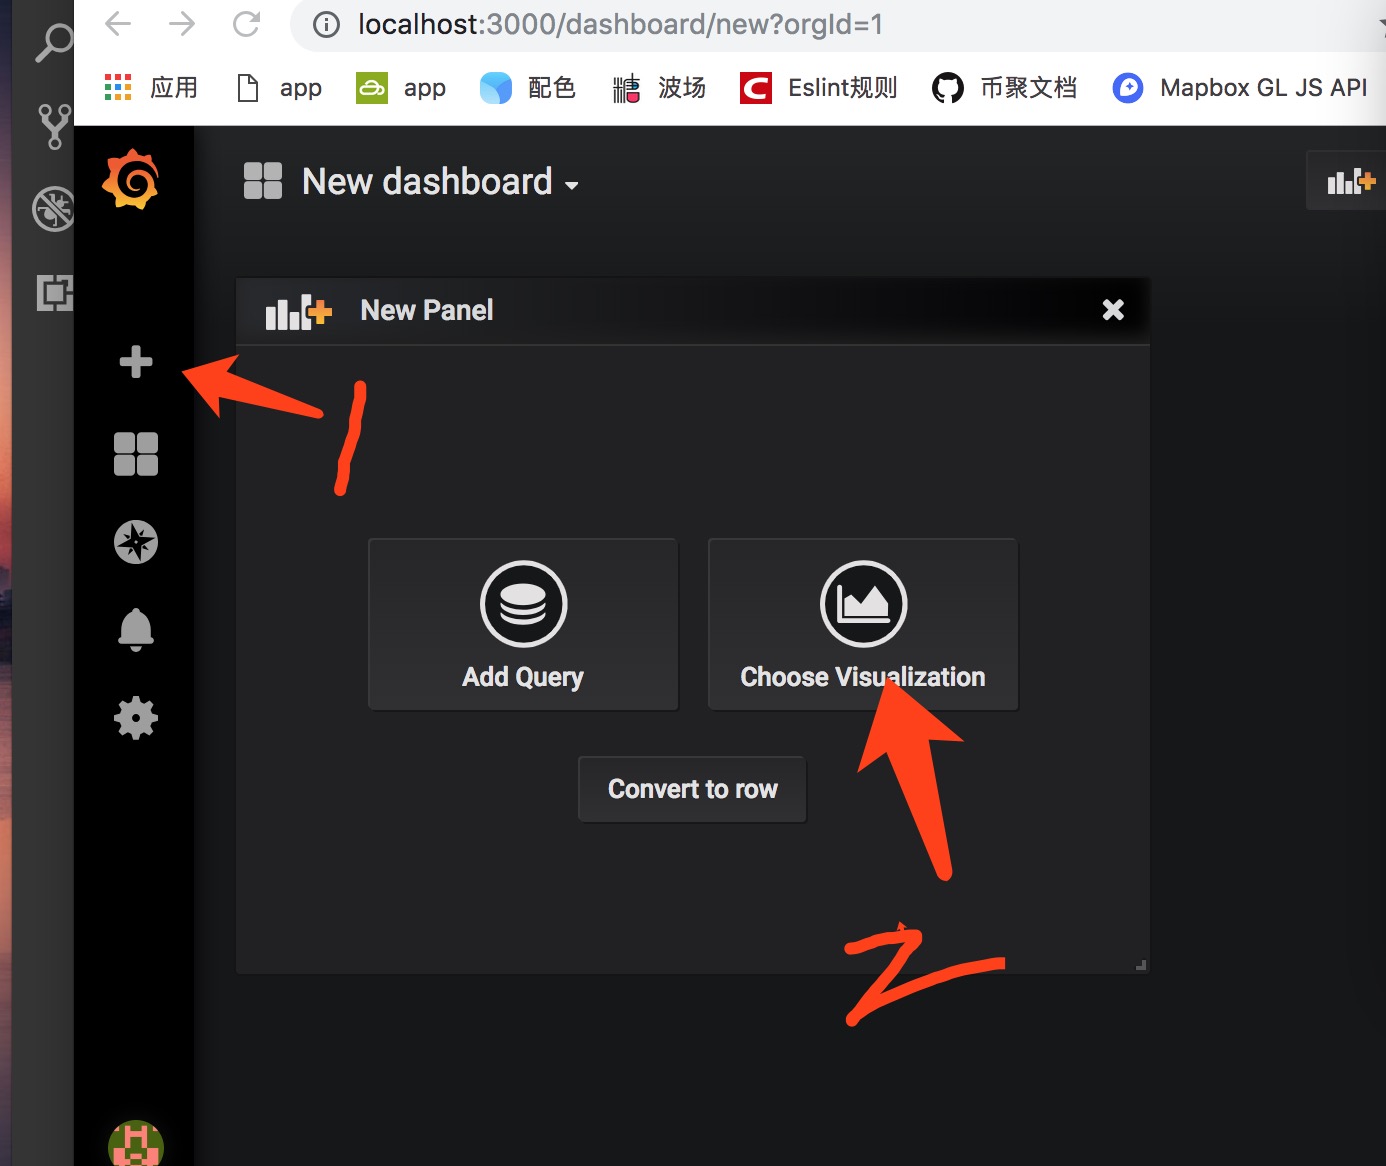 localhost:3000/dashboard/new?orgId=1
应用 app app 配色 波场 Eslint规则 币聚文档 Mapbox GL JS API
New dashboard
New Panel
1
Add Query Choose Visualization
Convert to row
2